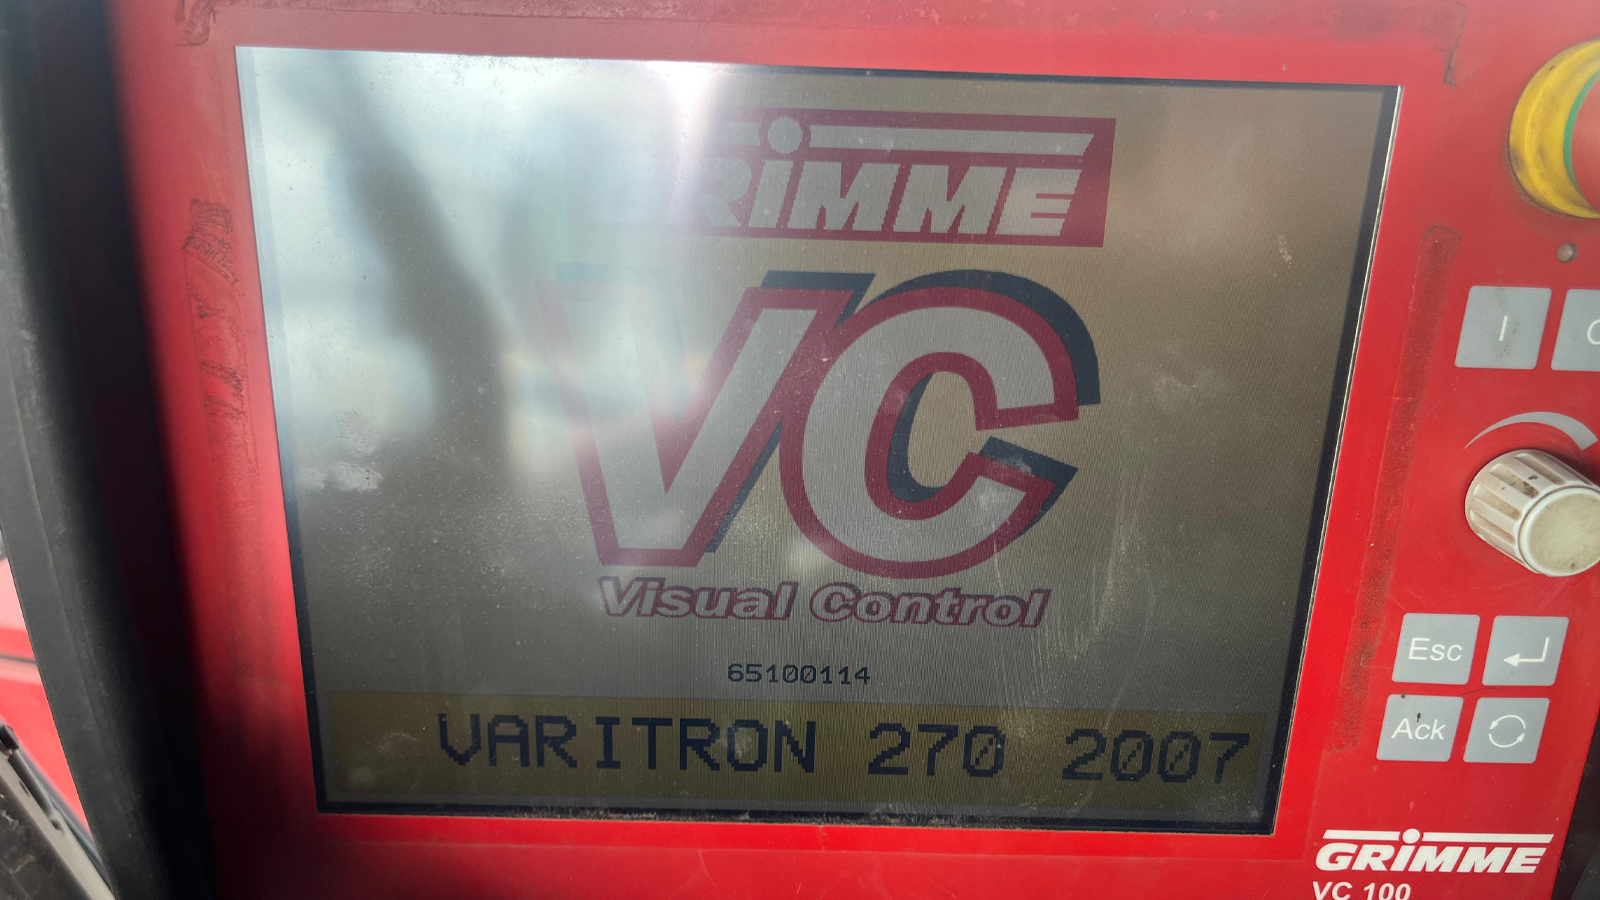 GRIMME
VC
Visual Control
65100114
VARITRON 270 2007
I
Esc
Ack
GRIMME
VC 100